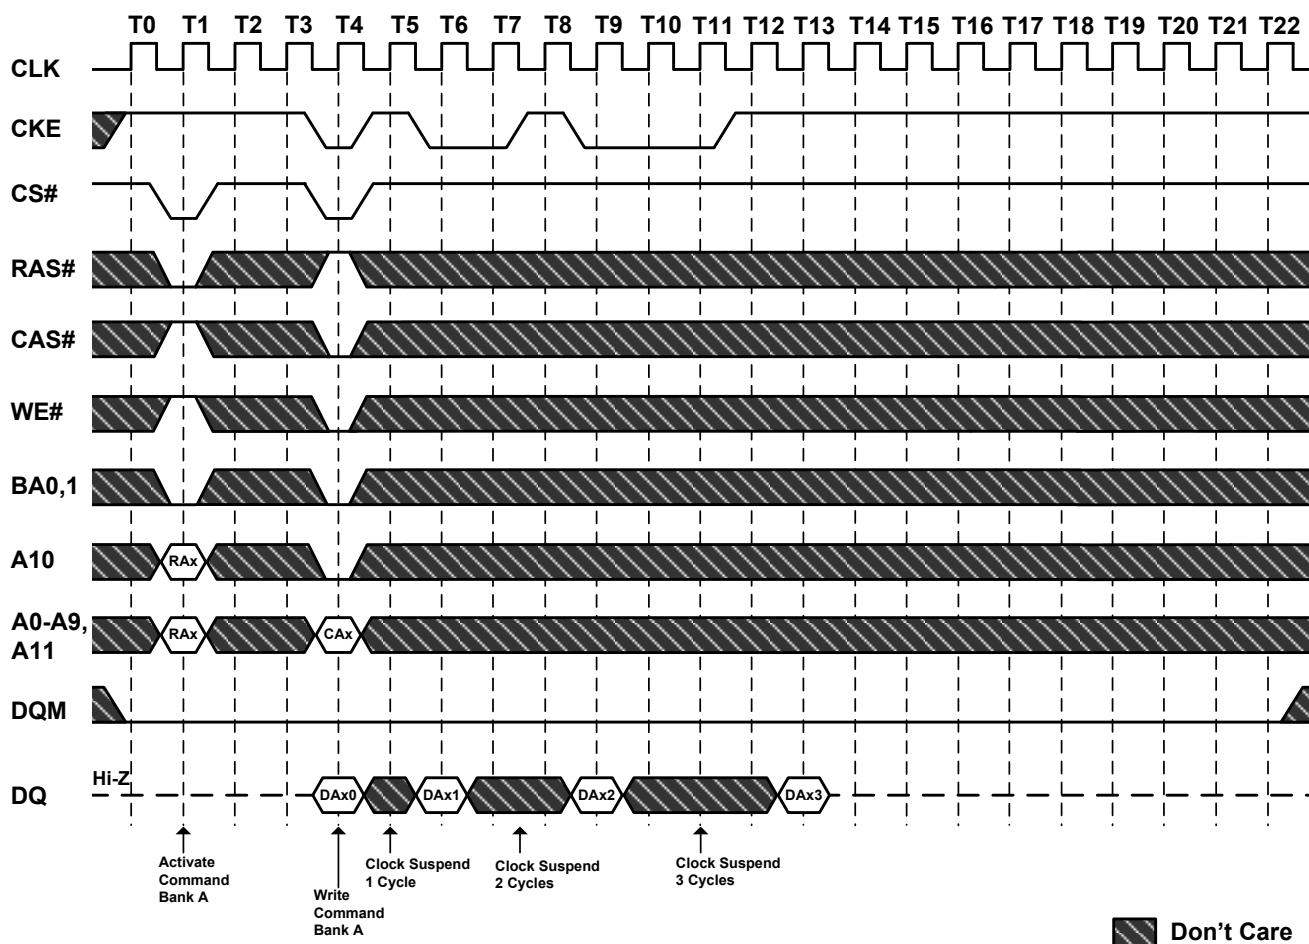 T0 T1 T2 T3 T4 T5 T6 T7 T8 T9 T10 T11 T12 T13 T14 T15 T16 T17 T18 T19 T20 T21 T22
CLK
CKE
CS#
RAS#
CAS#
WE#
BA0,1
A10
RAx
A0-A9,
A11
RAx
CAx
DQM
Hi-Z
DQ
DAx0
DAx1
DAx2
DAx3
Activate
Command
Bank A
Write
Command
Bank A
Clock Suspend
1 Cycle
Clock Suspend
2 Cycles
Clock Suspend
3 Cycles
Don't Care